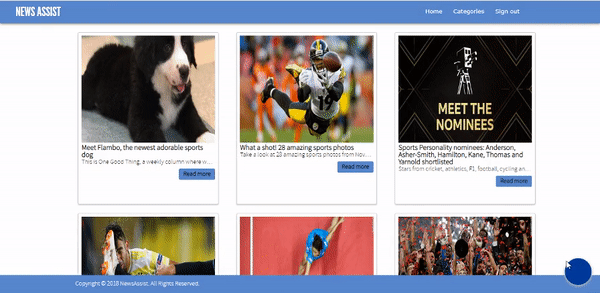 NEWS ASSIST
Home Categories Sign out
Meet Flambo, the newest adorable sports
dog
This is One Good Thing, a weekly column where w...
Read more
19
What a shot! 28 amazing sports photos
Take a look at 28 amazing sports from Nov...
Read more
MEET THE
NOMINEES
Sports Personality nominees: Anderson,
Asher-Smith, Hamilton, Kane, Thomas and
Yarnold shortlisted
Stars from cricket, athletics, #1, football, cycling an...
Read more
Copyright © 2018 NewsAssist. All Rights Reserved.